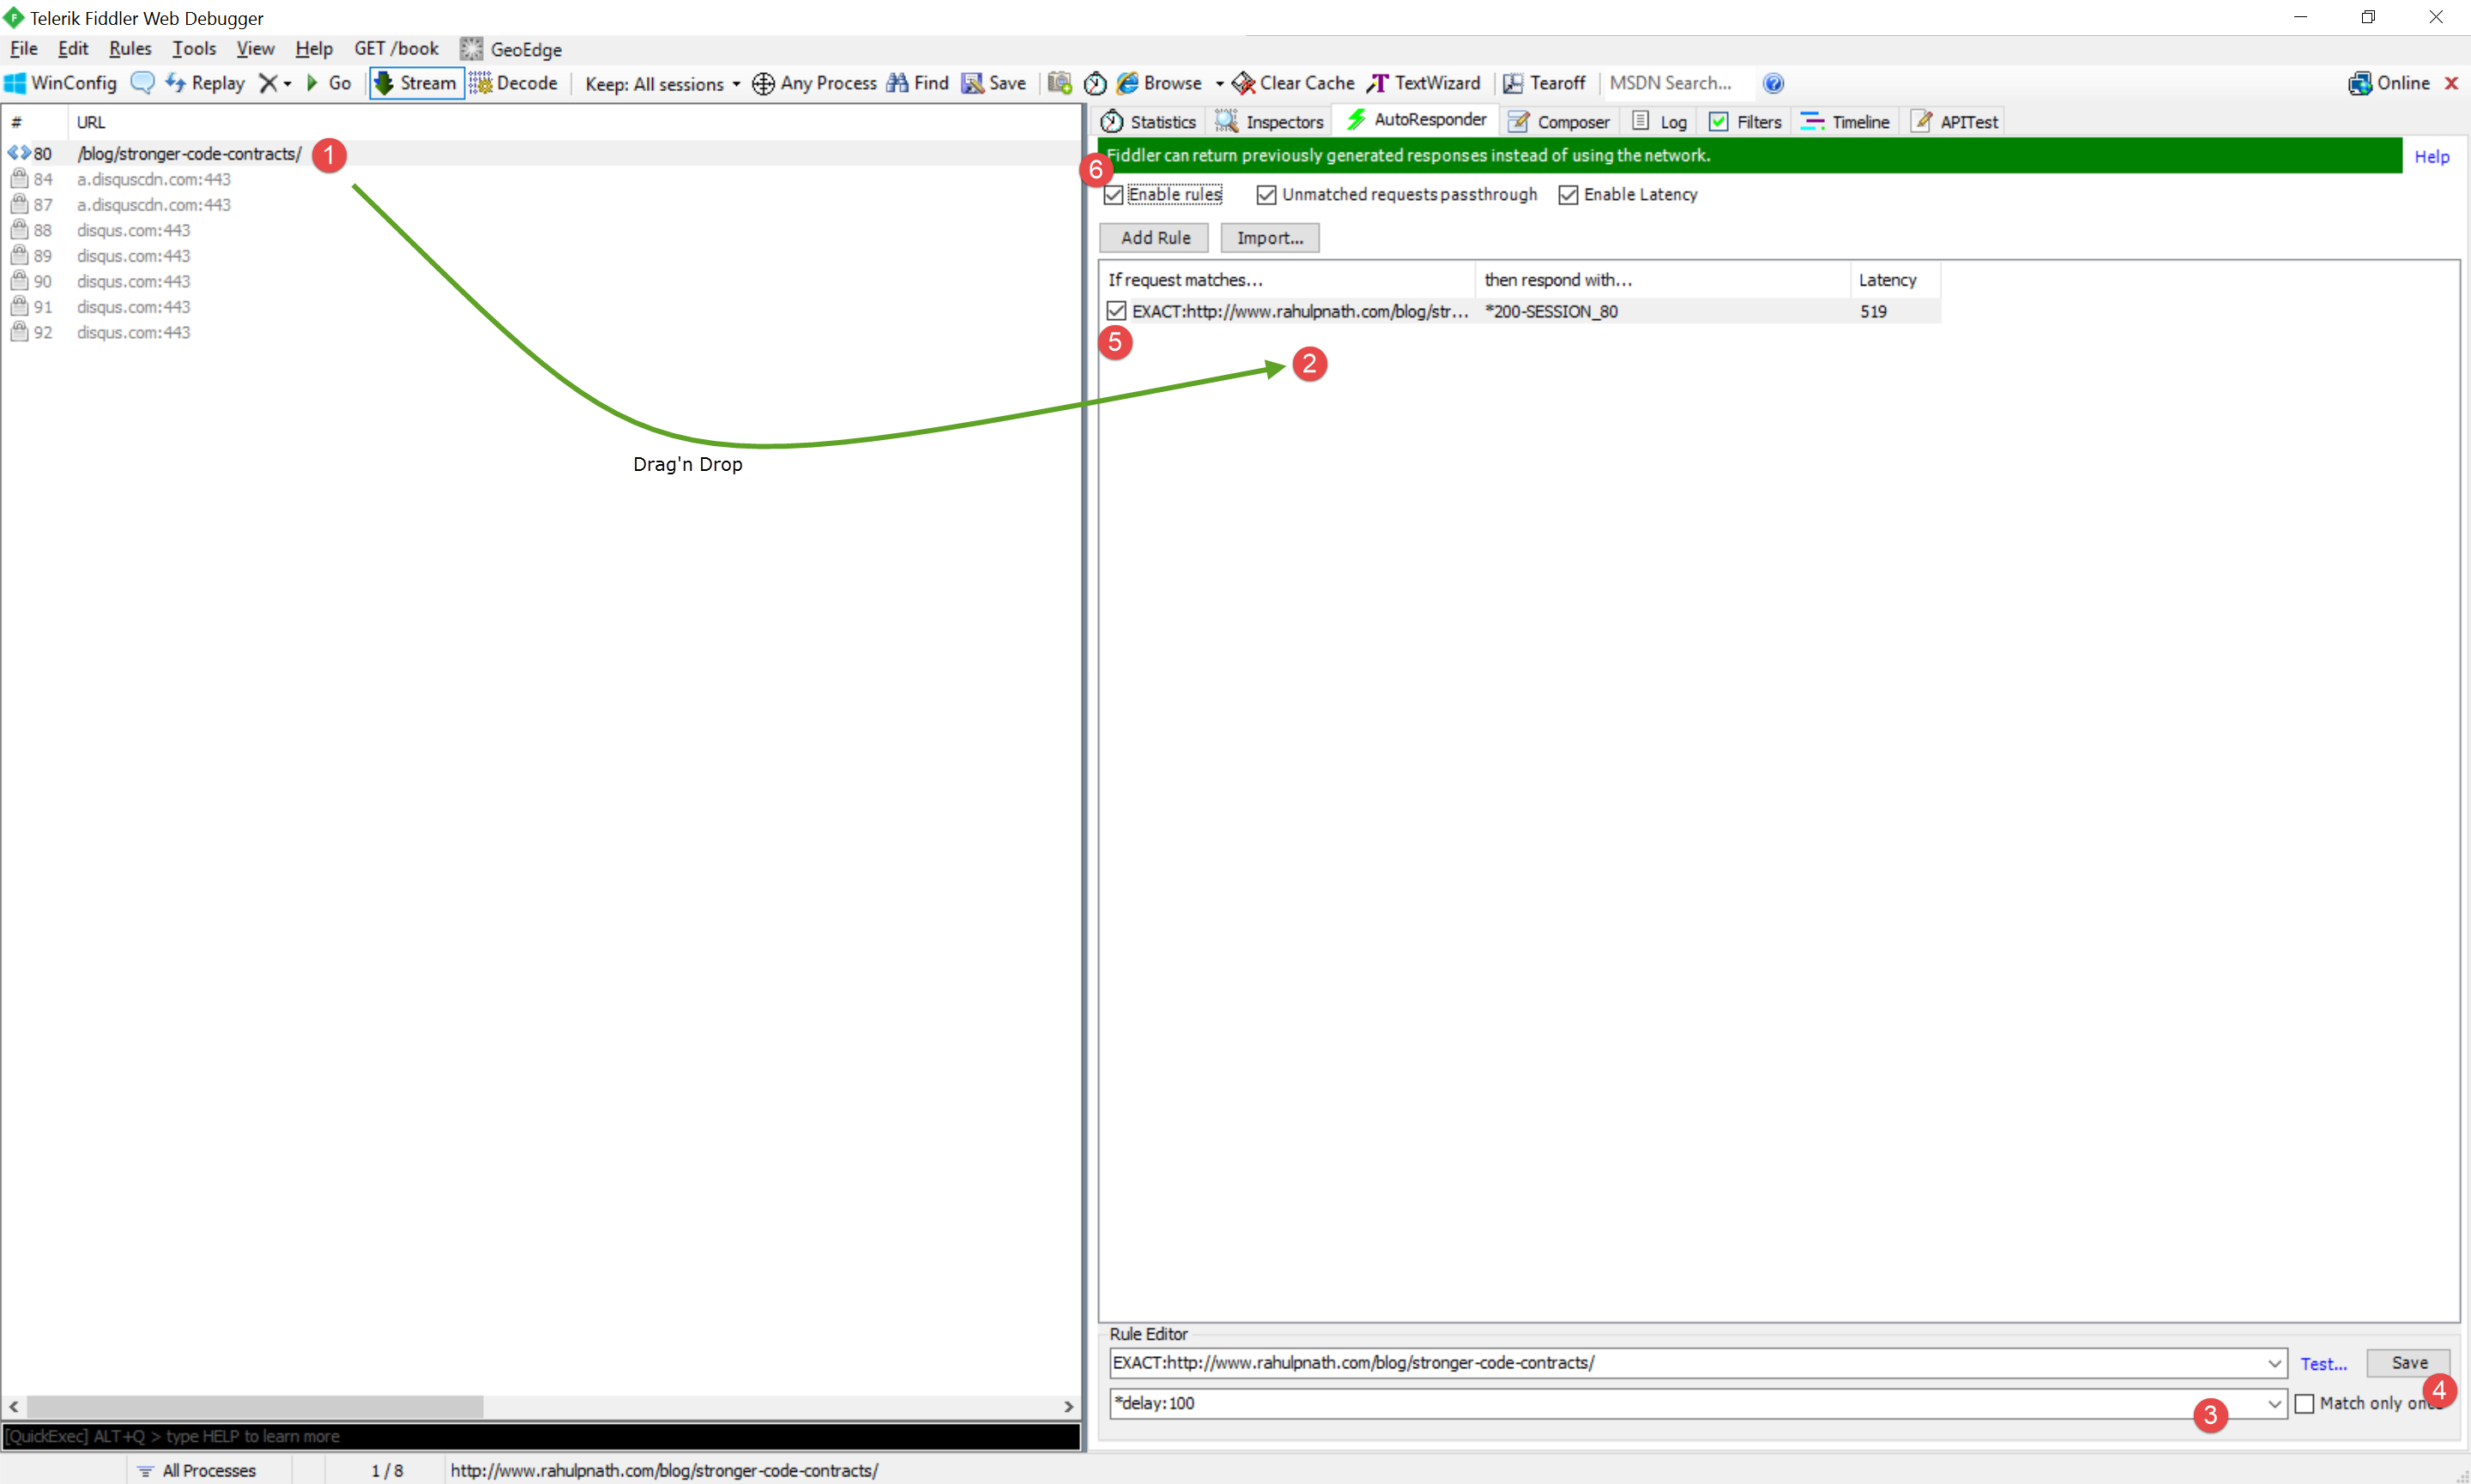 Telerik Fiddler Web Debugger
File Edit Rules Tools View Help GET /book GeoEdge
WinConfig Replay Go Stream Decode Keep: All sessions Any Process Find Save Browse Clear Cache TextWizard Tearoff MSDN Search... Online
# URL
80 /blog/stronger-code-contracts/ 1
84 a.disquscdn.com:443
87 a.disquscdn.com:443
88 disqus.com:443
89 disqus.com:443
90 disqus.com:443
91 disqus.com:443
92 disqus.com:443
Drag'n Drop
[QuickExec] ALT+Q > type HELP to learn more
Statistics Inspectors AutoResponder Composer Log Filters Timeline APITest
Fiddler can return previously generated responses instead of using the network. Help
6
Enable rules Unmatched requests passthrough Enable Latency
Add Rule Import...
If request matches... then respond with... Latency
EXACT:http://www.rahulpnath.com/blog/str... *200-SESSION_80 519
5
2
Rule Editor
EXACT:http://www.rahulpnath.com/blog/stronger-code-contracts/ Test... Save
4
*delay:100 Match only
3
All Processes 1 / 8 http://www.rahulpnath.com/blog/stronger-code-contracts/